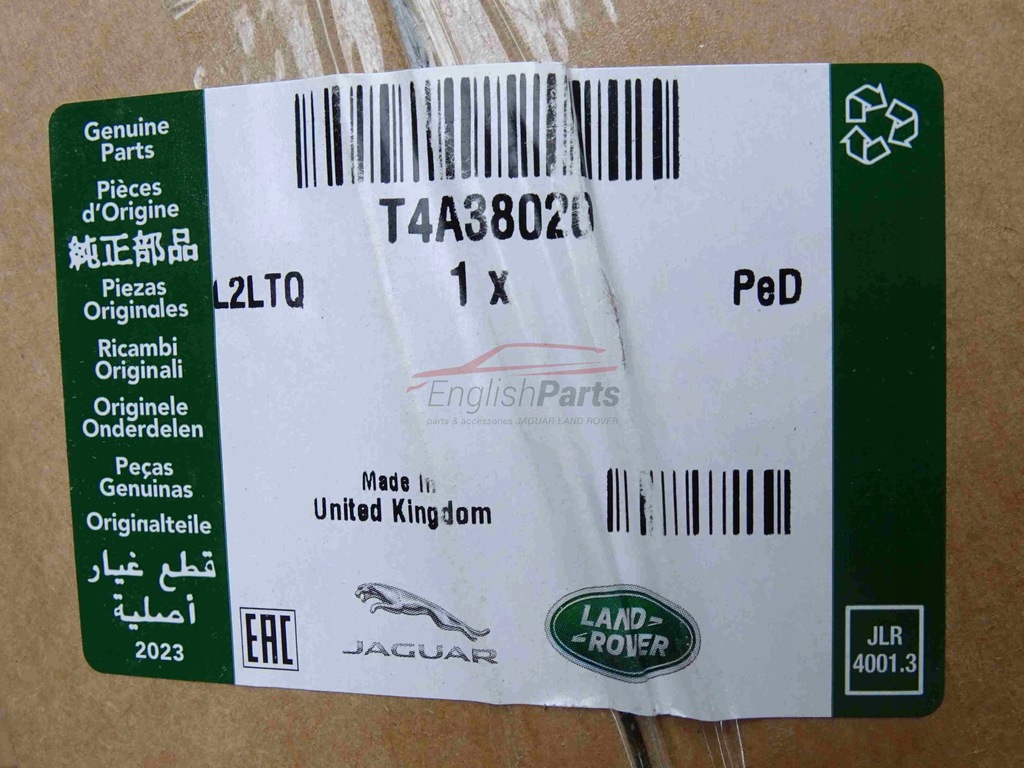 Genuine
Parts
Pièces
d'Origine
純正部品
Piezas
Originales
Ricambi
Originali
Originele
Onderdelen
Peças
Genuinas
Originalteile
قطع غيار
أصلية
2023
T4A38020
L2LTQ
1 x
PeD
EnglishParts
parts & accessories JAGUAR LAND ROVER
Made In
United Kingdom
EAC
JAGUAR
LAND-
-ROVER
JLR
4001.3